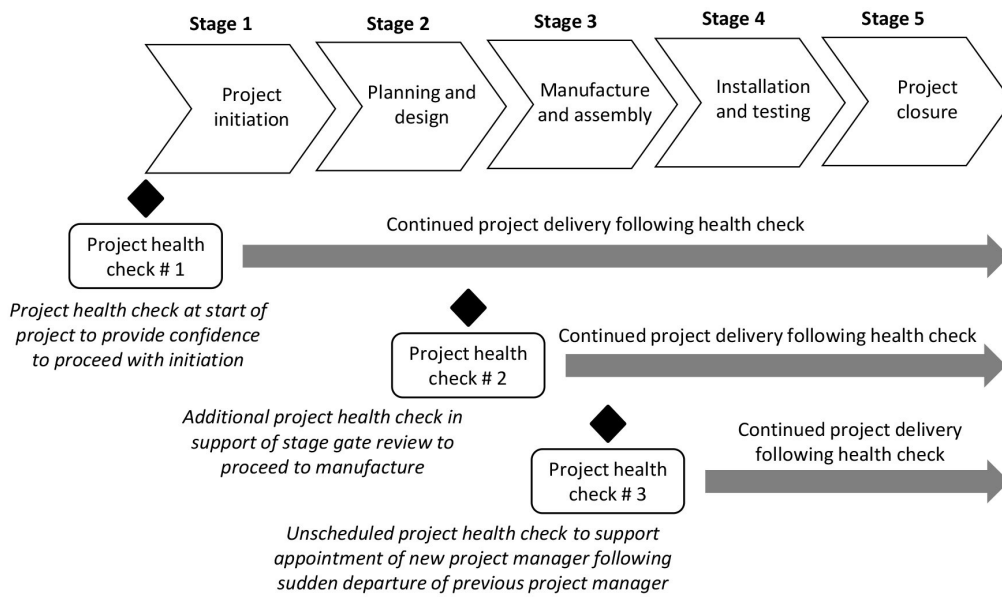 Stage 1
Stage 2
Stage 3
Stage 4
Stage 5
Project
initiation
Planning and
design
Manufacture
and assembly
Installation
and testing
Project
closure
Project health
check # 1
Continued project delivery following health check
Project health check at start of
project to provide confidence
to proceed with initiation
Project health
check # 2
Continued project delivery following health check
Additional project health check in
support of stage gate review to
proceed to manufacture
Project health
check # 3
Continued project delivery
following health check
Unscheduled project health check to support
appointment of new project manager following
sudden departure of previous project manager